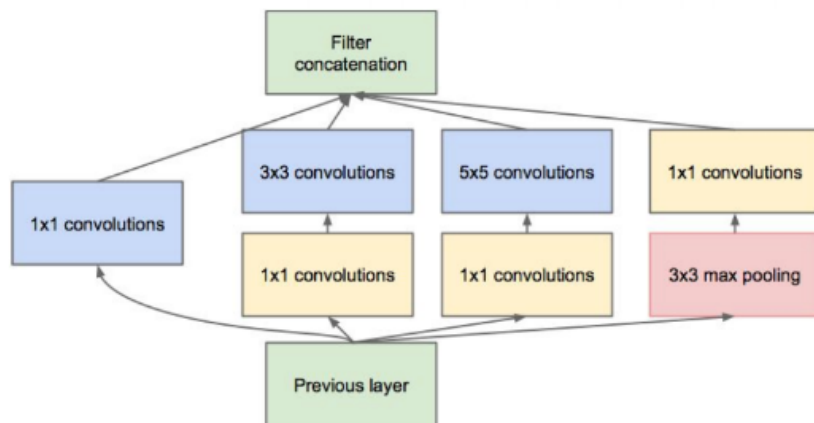 Filter
concatenation
3x3 convolutions
5x5 convolutions
1x1 convolutions
1x1 convolutions
1x1 convolutions
1x1 convolutions
3x3 max pooling
Previous layer